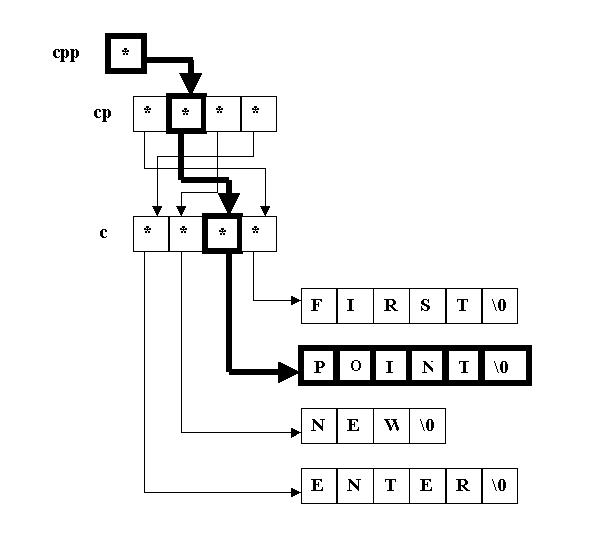 cpp *
cp * * * *
c * * * *
F I R S T \0
P O I N T \0
N E W \0
E N T E R \0